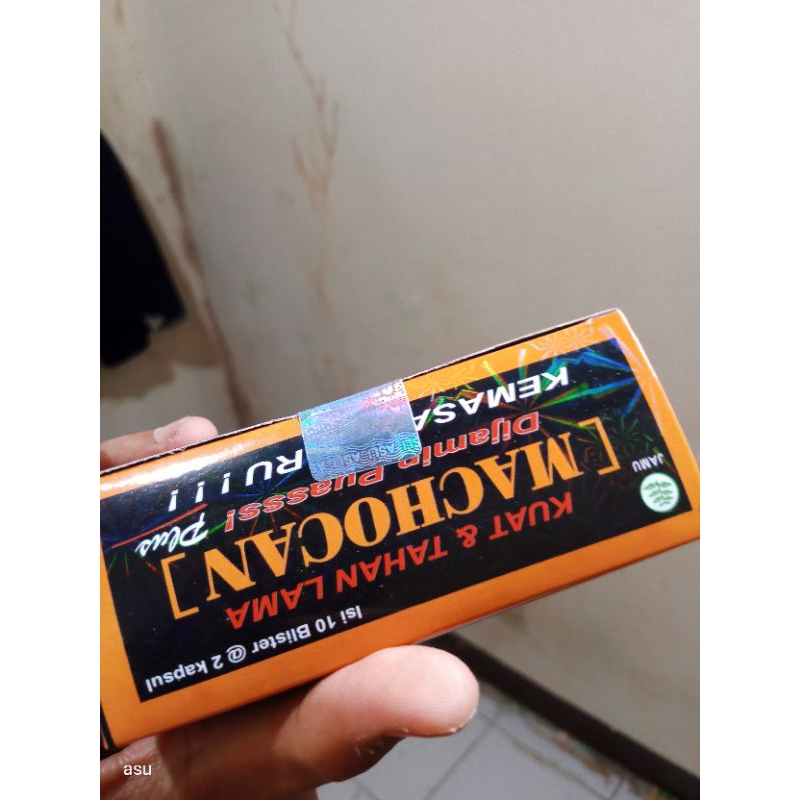 Isi 10 Blister @ 2 kapsul
KUAT & TAHAN LAMA
[MACHOCAN]
Plus
Dijamin Puasss!
KEMASA RU ! ! !
JAMU
asu